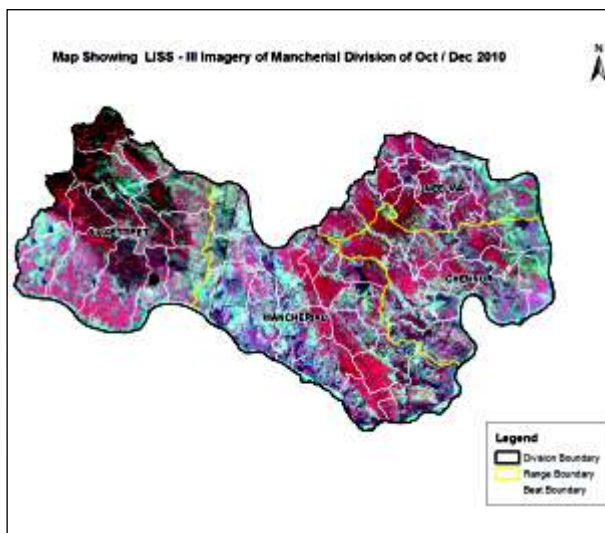 Map Showing LISS - III Imagery of Mancherial Division of Oct / Dec 2010
N
MANCHERIAL
CHENNUR
Legend
Division Boundary
Range Boundary
Beat Boundary